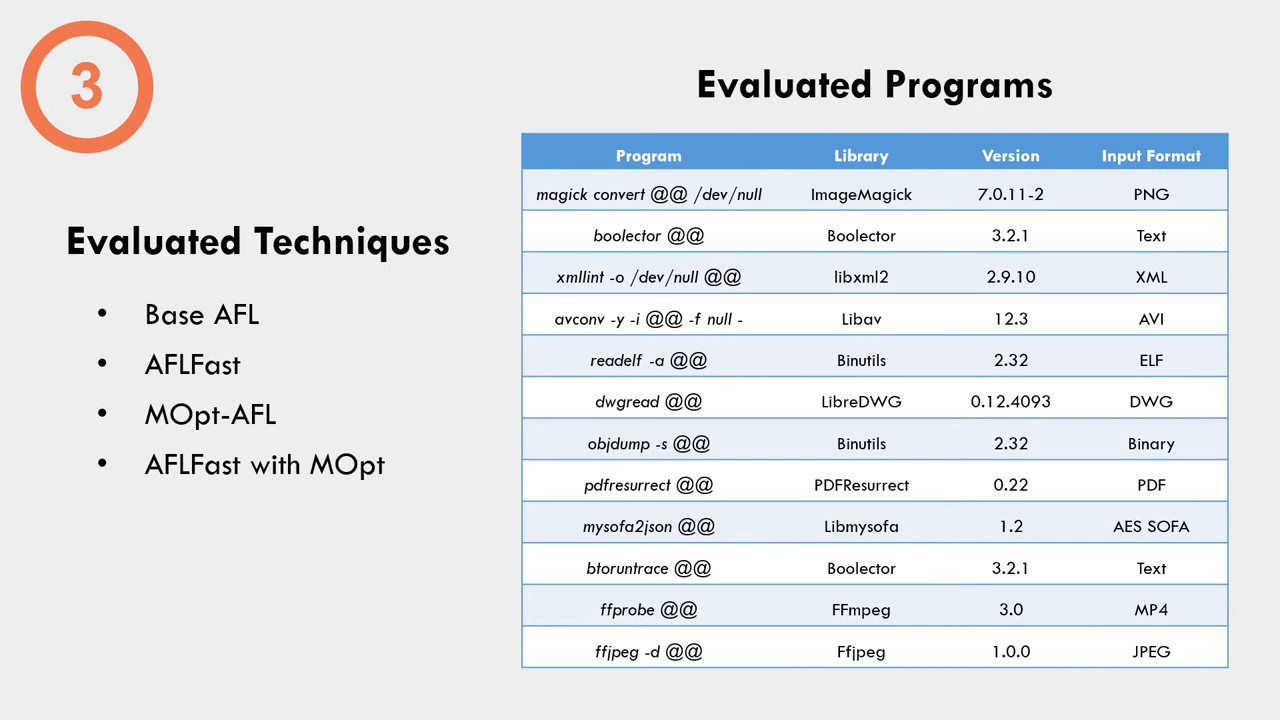 3
Evaluated Techniques
• Base AFL
• AFLFast
• MOpt-AFL
• AFLFast with MOpt
Evaluated Programs
Program Library Version Input Format
magick convert @@ /dev/null ImageMagick 7.0.11-2 PNG
boolector @@ Boolector 3.2.1 Text
xmllint -o /dev/null @@ libxml2 2.9.10 XML
avconv -y -i @@ -f null - Libav 12.3 AVI
readelf -a @@ Binutils 2.32 ELF
dwgread @@ LibreDWG 0.12.4093 DWG
objdump -s @@ Binutils 2.32 Binary
pdfresurrect @@ PDFResurrect 0.22 PDF
mysofa2json @@ Libmysofa 1.2 AES SOFA
btoruntrace @@ Boolector 3.2.1 Text
ffprobe @@ FFmpeg 3.0 MP4
ffjpeg -d @@ Ffjpeg 1.0.0 JPEG